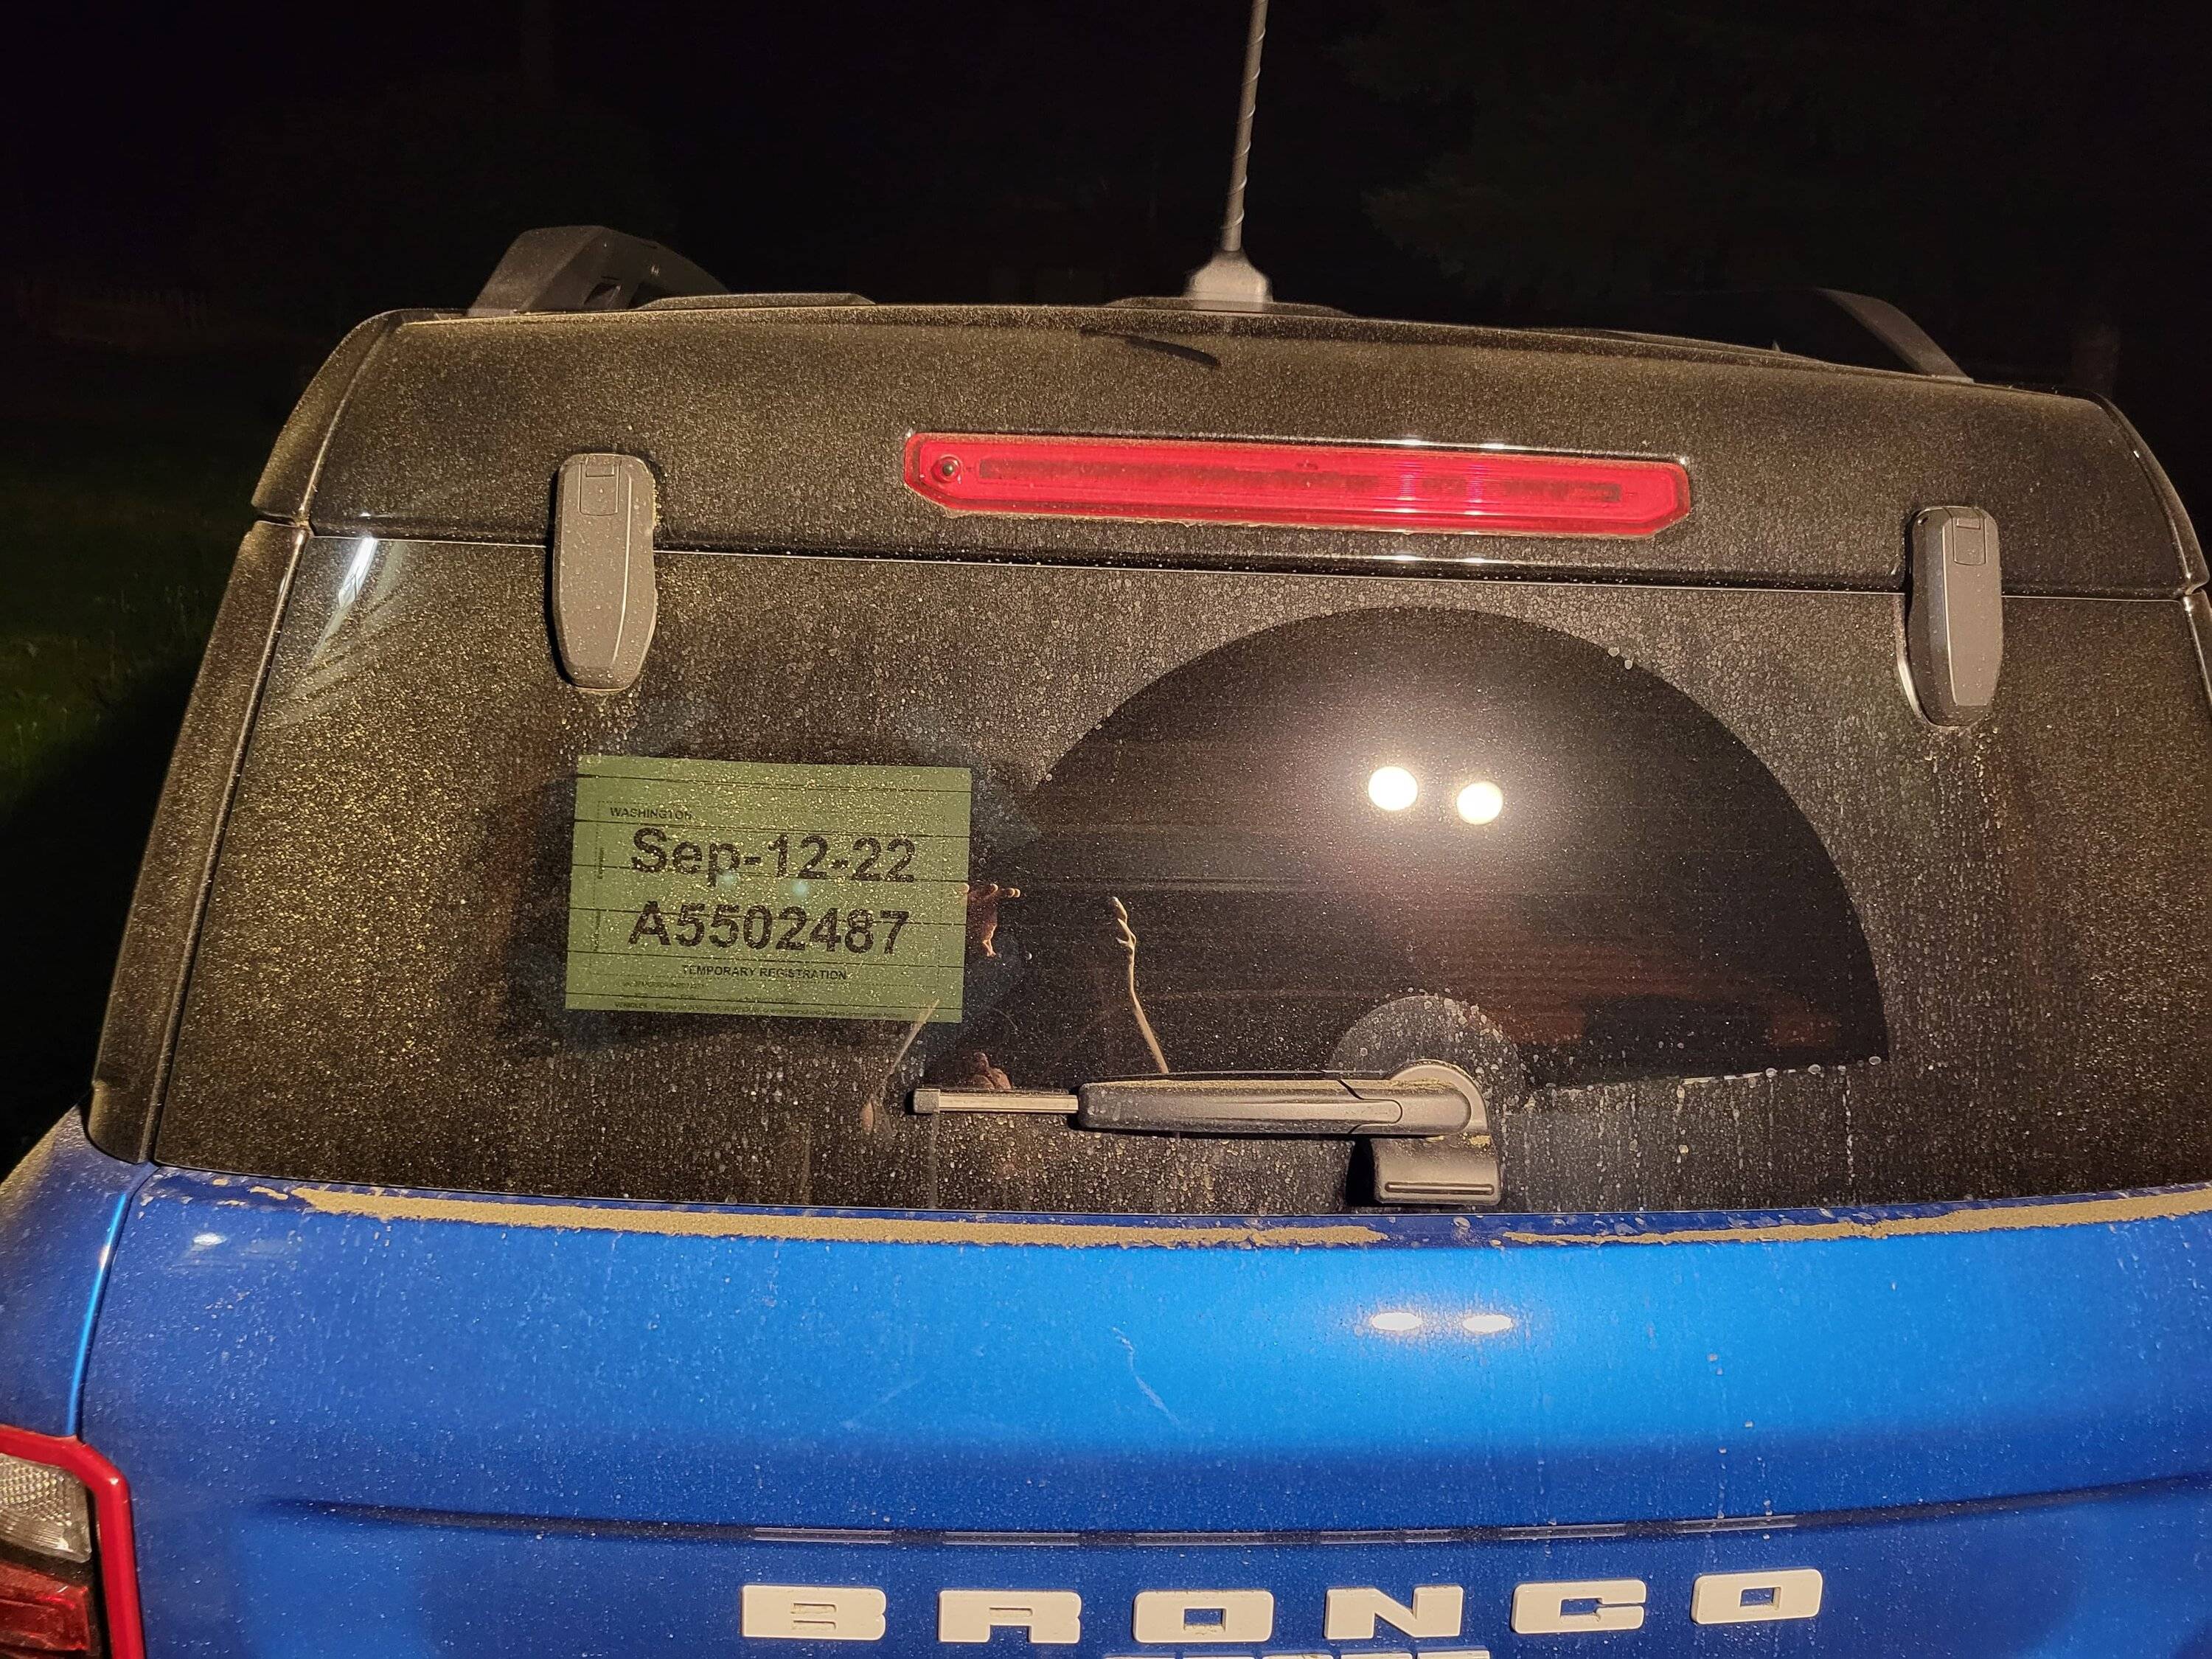 WASHINGTON
Sep-12-22
A5502487
TEMPORARY REGISTRATION
BRONCO